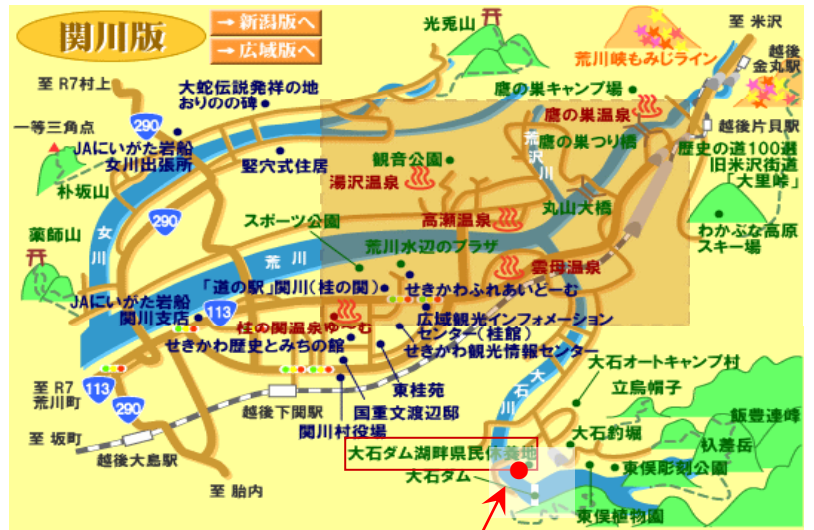 関川版
→ 新潟版へ
→ 広域版へ
光兎山
至 米沢
荒川峡もみじライン
越後
金丸駅
至 R7村上
大蛇伝説発祥の地
おりのの碑
鷹の巣キャンプ場
290
鷹の巣温泉
一等三角点
JAにいがた岩船
女川出張所
荒沢川
鷹の巣つり橋
越後片貝駅
竪穴式住居
観音公園
歴史の道100選
旧米沢街道
「大里峠」
朴坂山
湯沢温泉
丸山大橋
290
スポーツ公園
高瀬温泉
わかぶな高原
スキー場
薬師山
女川
荒川
荒川水辺のプラザ
雲母温泉
「道の駅」関川(桂の関)
せきかわふれあいどーむ
JAにいがた岩船
関川支店
113
桂の関温泉ゆ〜む
広域観光インフォメーション
センター(桂館)
せきかわ歴史とみちの館
せきかわ観光情報センター
大石川
大石オートキャンプ村
至 R7
荒川町
113
290
東桂苑
立烏帽子
越後下関駅
国重文渡辺邸
飯豊連峰
関川村役場
大石釣堀
杁差岳
至 坂町
越後大島駅
大石ダム湖畔県民休養地
大石ダム
東俣彫刻公園
至 胎内
東俣植物園